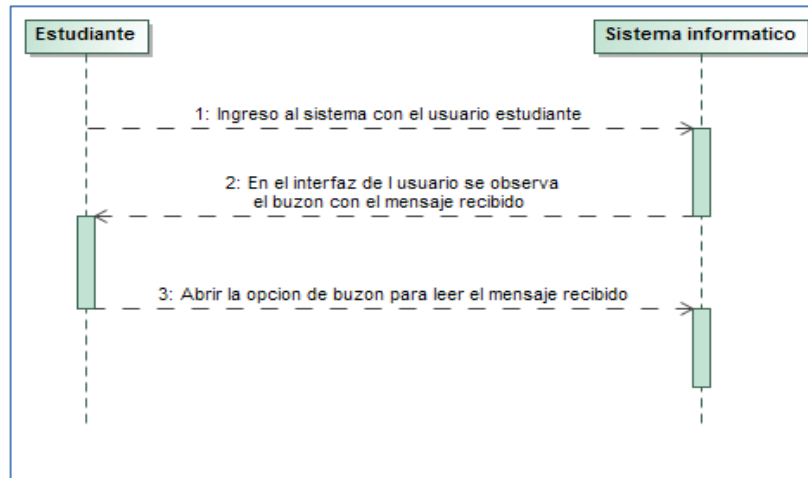 Estudiante
Sistema informatico
1: Ingreso al sistema con el usuario estudiante
2: En el interfaz de l usuario se observa
el buzon con el mensaje recibido
3: Abrir la opcion de buzon para leer el mensaje recibido